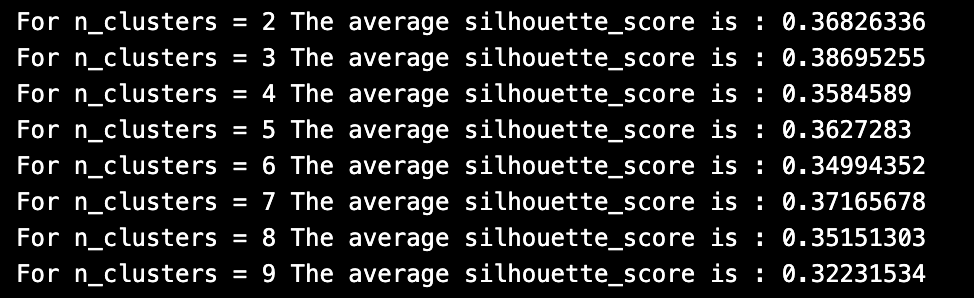 For n_clusters = 2 The average silhouette_score is : 0.36826336
For n_clusters = 3 The average silhouette_score is : 0.38695255
For n_clusters = 4 The average silhouette_score is : 0.3584589
For n_clusters = 5 The average silhouette_score is : 0.3627283
For n_clusters = 6 The average silhouette_score is : 0.34994352
For n_clusters = 7 The average silhouette_score is : 0.37165678
For n_clusters = 8 The average silhouette_score is : 0.35151303
For n_clusters = 9 The average silhouette_score is : 0.32231534